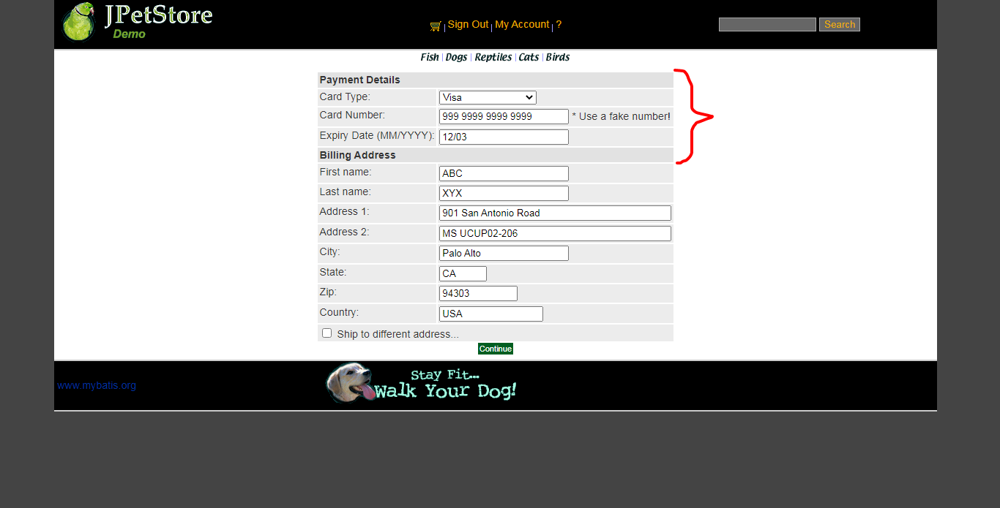 JPetStore
Demo
Sign Out | My Account | ?
Search
Fish | Dogs | Reptiles | Cats | Birds
Payment Details
Card Type: Visa
Card Number: 999 9999 9999 9999 * Use a fake number!
Expiry Date (MM/YYYY): 12/03
Billing Address
First name: ABC
Last name: XYX
Address 1: 901 San Antonio Road
Address 2: MS UCUP02-206
City: Palo Alto
State: CA
Zip: 94303
Country: USA
Ship to different address...
Continue
www.mybatis.org
Stay Fit...
Walk Your Dog!